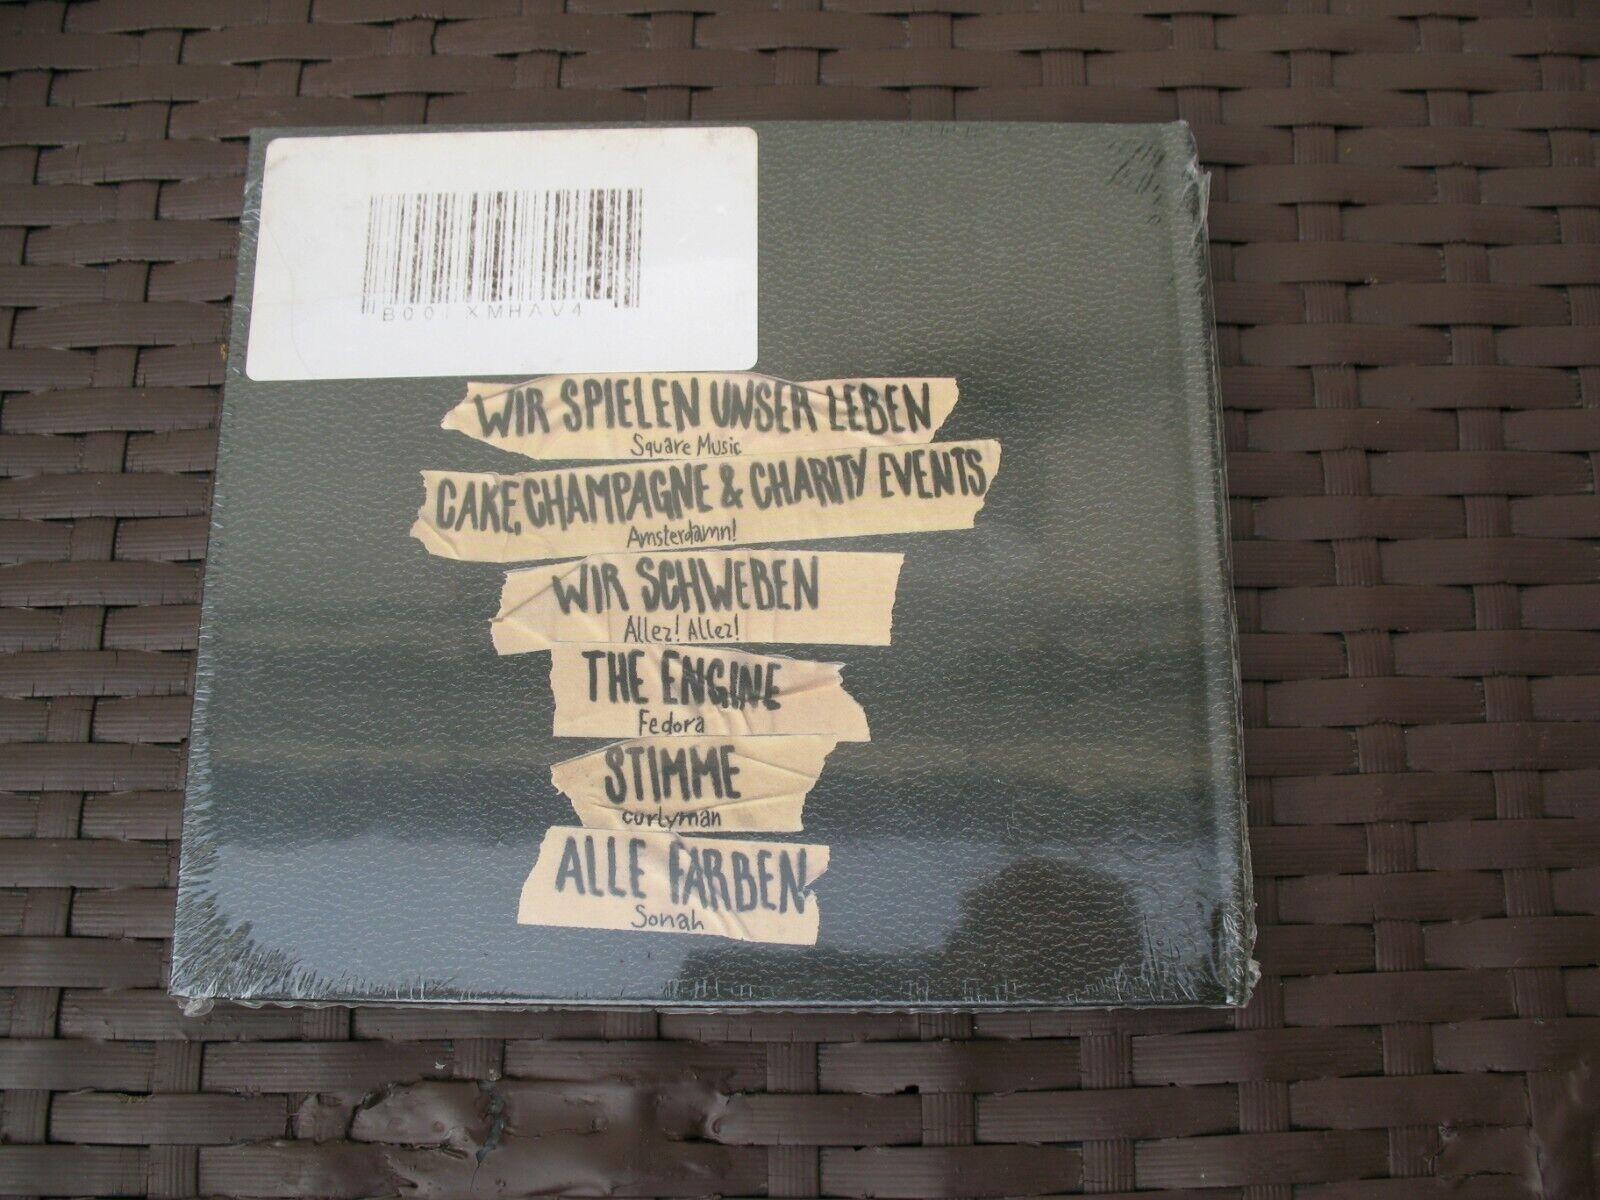 B001XMHAV4
WIR SPIELEN UNSER LEBEN
Square Music
CAKE, CHAMPAGNE & CHARITY EVENTS
Amsterdamn!
WIR SCHWEBEN
Allez! Allez!
THE ENGINE
Fedora
STIMME
curlyman
ALLE FARBEN
Sonah